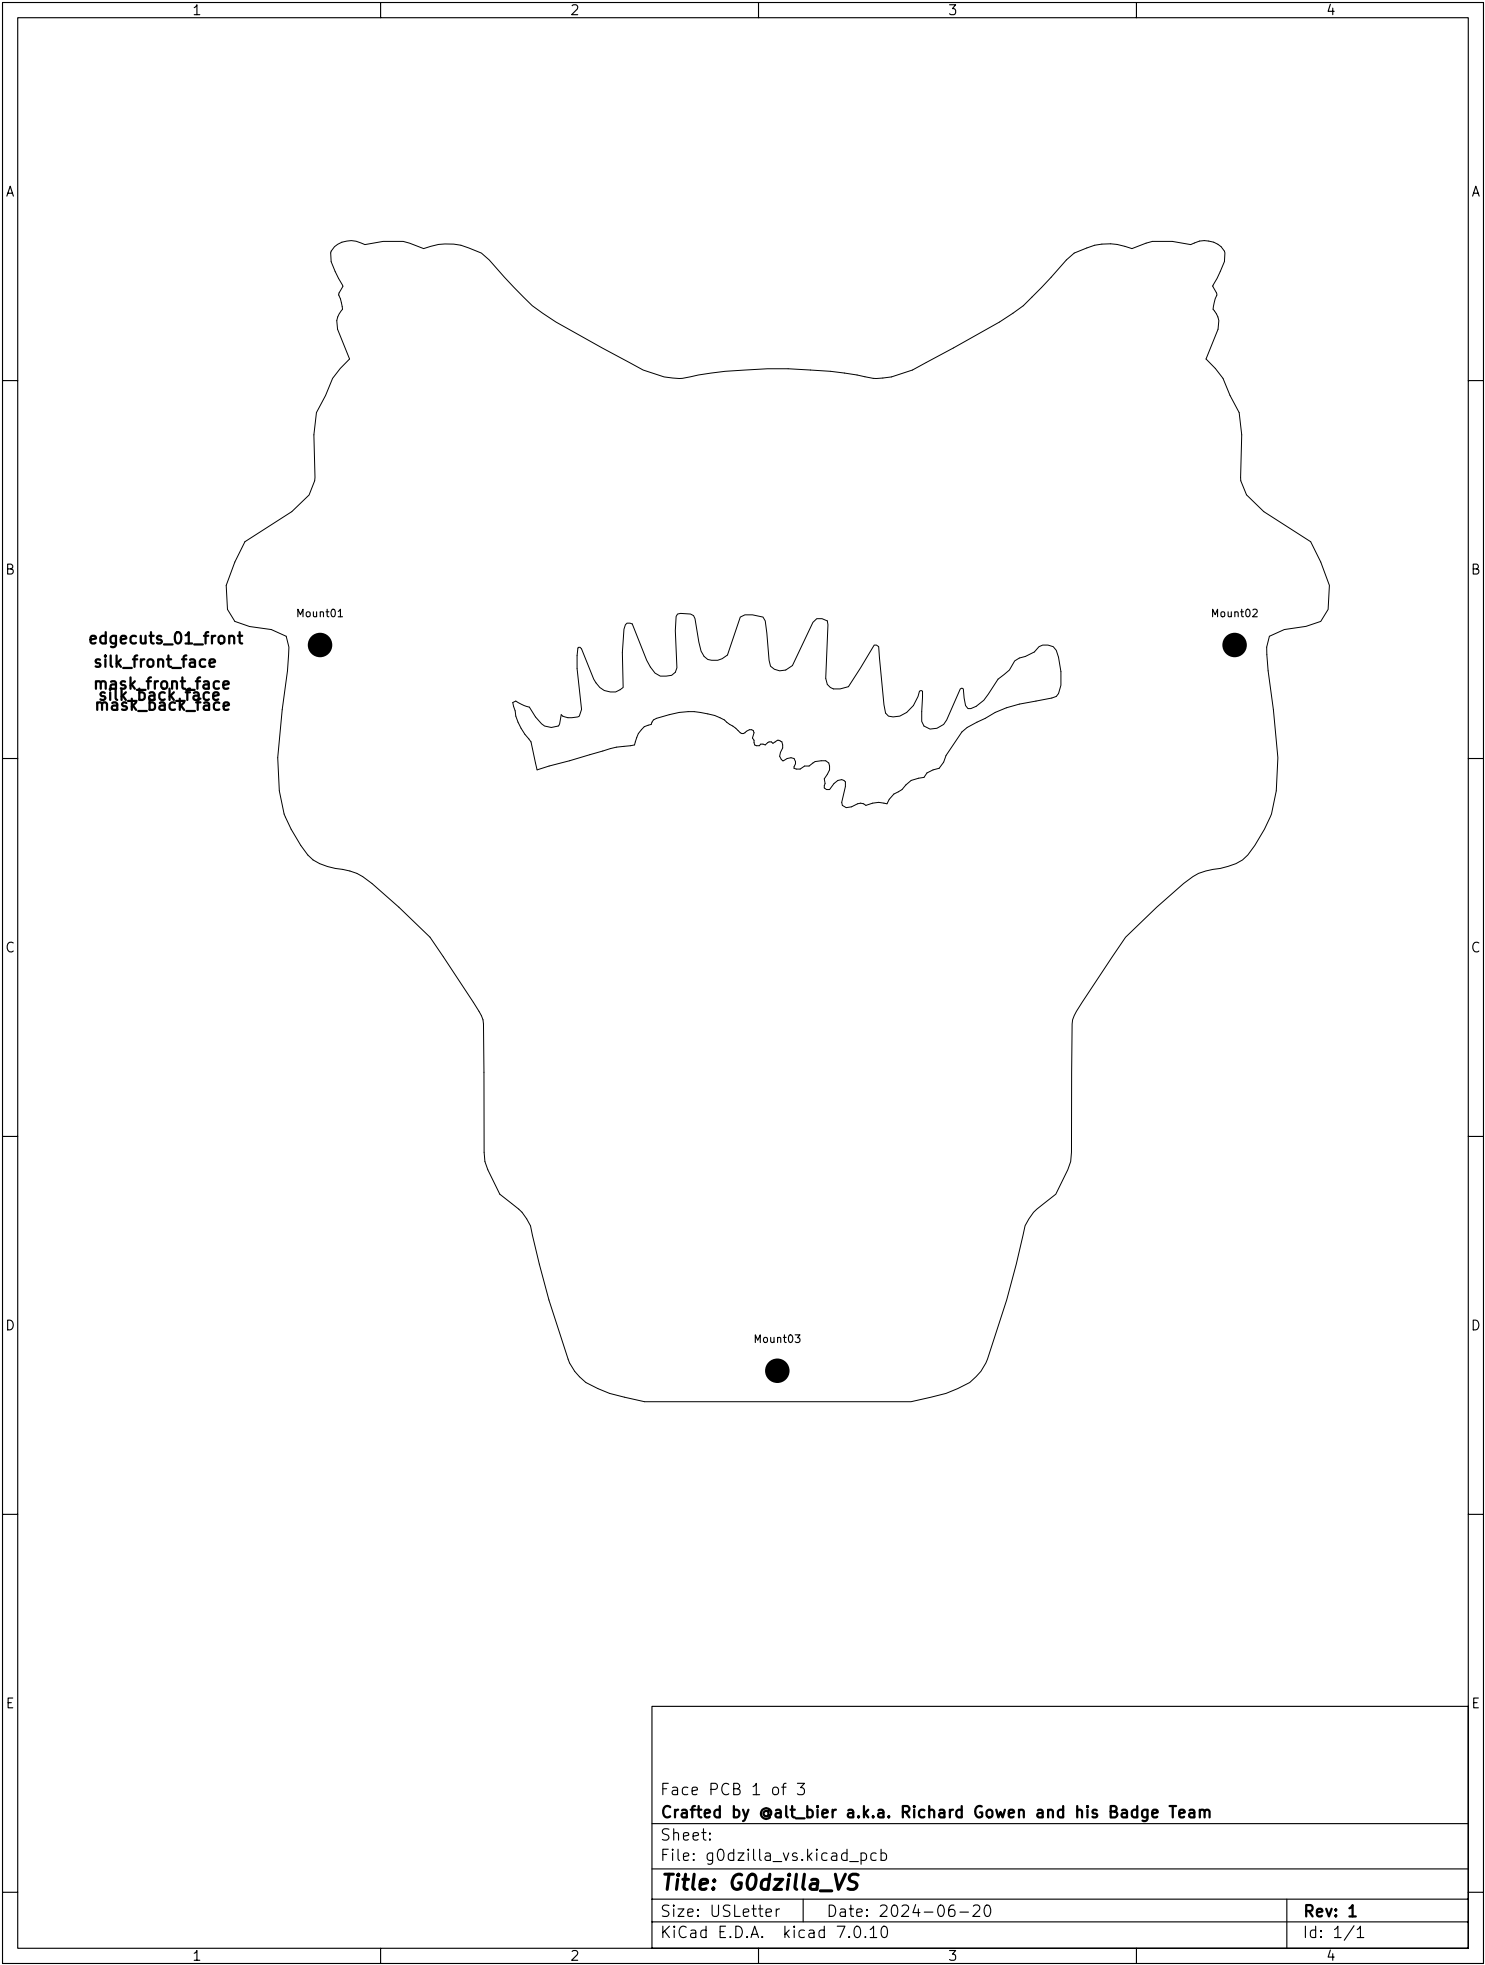 1 2 3 4
A A
Mount01 Mount02
B B
edgecuts_01_front
silk_front_face
mask_front_face
silk_back_face
mask_back_face
C C
D D
Mount03
E E
Face PCB 1 of 3
Crafted by @alt_bier a.k.a. Richard Gowen and his Badge Team
Sheet:
File: g0dzilla_vs.kicad_pcb
Title: G0dzilla_VS
Size: USLetter Date: 2024-06-20 Rev: 1
KiCad E.D.A. kicad 7.0.10 Id: 1/1
1 2 3 4